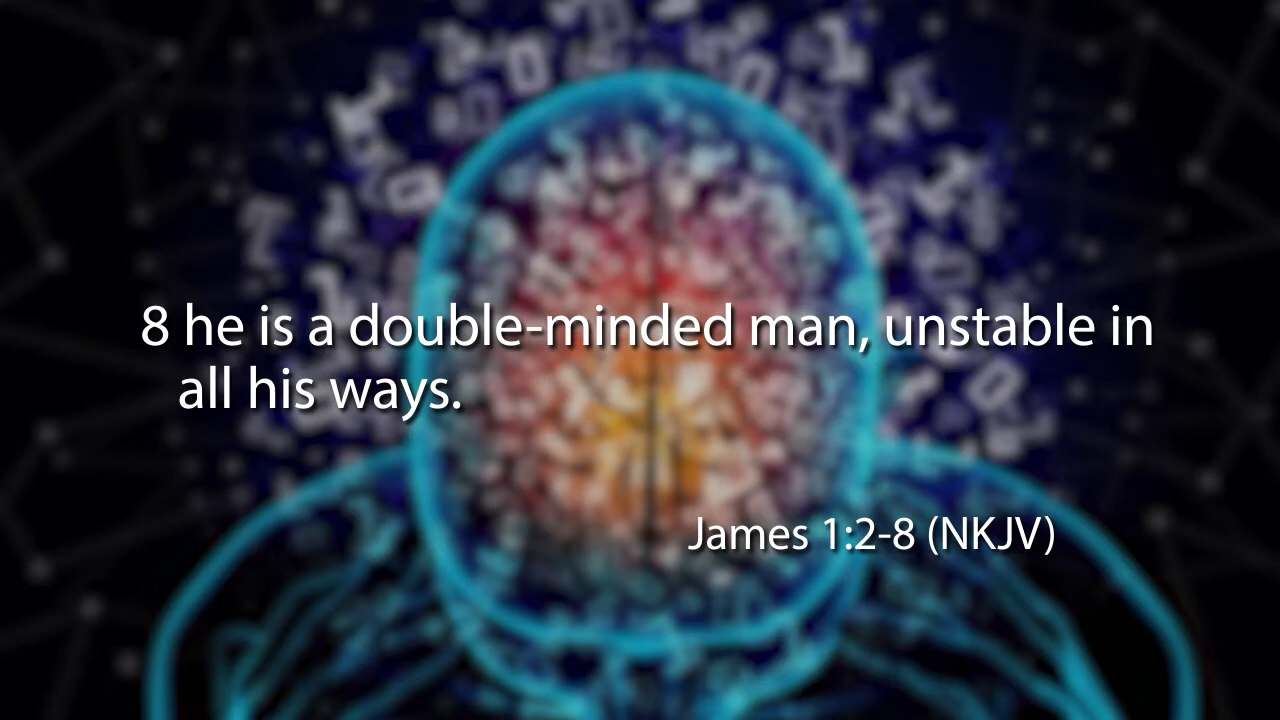 8 he is a double-minded man, unstable in
all his ways.
James 1:2-8 (NKJV)